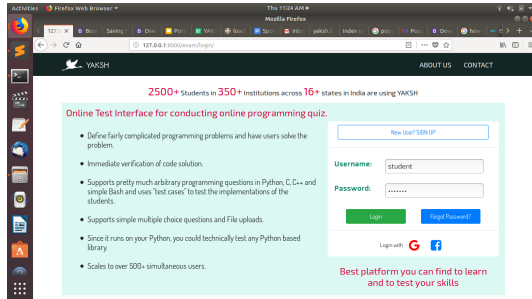 Activities Firefox Web Browser Thu 11:24 AM
Mozilla Firefox
127.0.0.1:8000/exam/login/
YAKSH ABOUT US CONTACT
2500+ Students in 350+ Institutions across 16+ states in India are using YAKSH
Online Test Interface for conducting online programming quiz.
Define fairly complicated programming problems and have users solve the
problem.
Immediate verification of code solution.
Supports pretty much arbitrary programming questions in Python, C, C++ and
simple Bash and uses "test cases" to test the implementations of the
students.
Supports simple multiple choice questions and File uploads.
Since it runs on your Python, you could technically test any Python based
library.
Scales to over 500+ simultaneous users.
New User? SIGN UP
Username: student
Password: •••••••
Login Forgot Password?
Login with
Best platform you can find to learn
and to test your skills